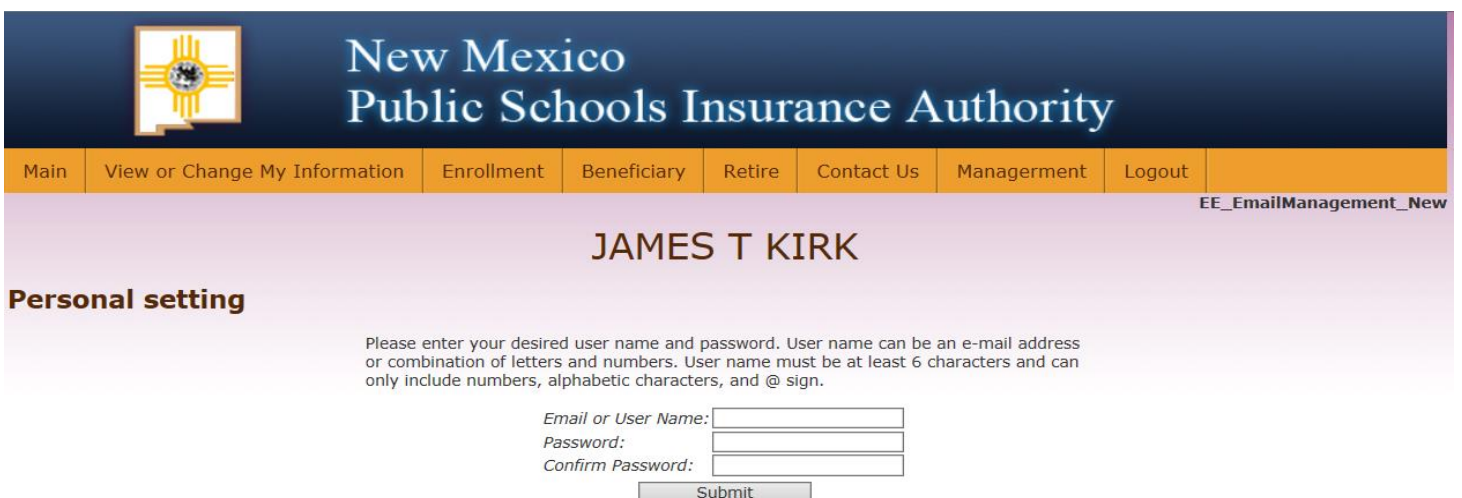 New Mexico
Public Schools Insurance Authority
Main View or Change My Information Enrollment Beneficiary Retire Contact Us Managerment Logout
EE_EmailManagement_New
JAMES T KIRK
Personal setting
Please enter your desired user name and password. User name can be an e-mail address
or combination of letters and numbers. User name must be at least 6 characters and can
only include numbers, alphabetic characters, and @ sign.
Email or User Name:
Password:
Confirm Password:
Submit